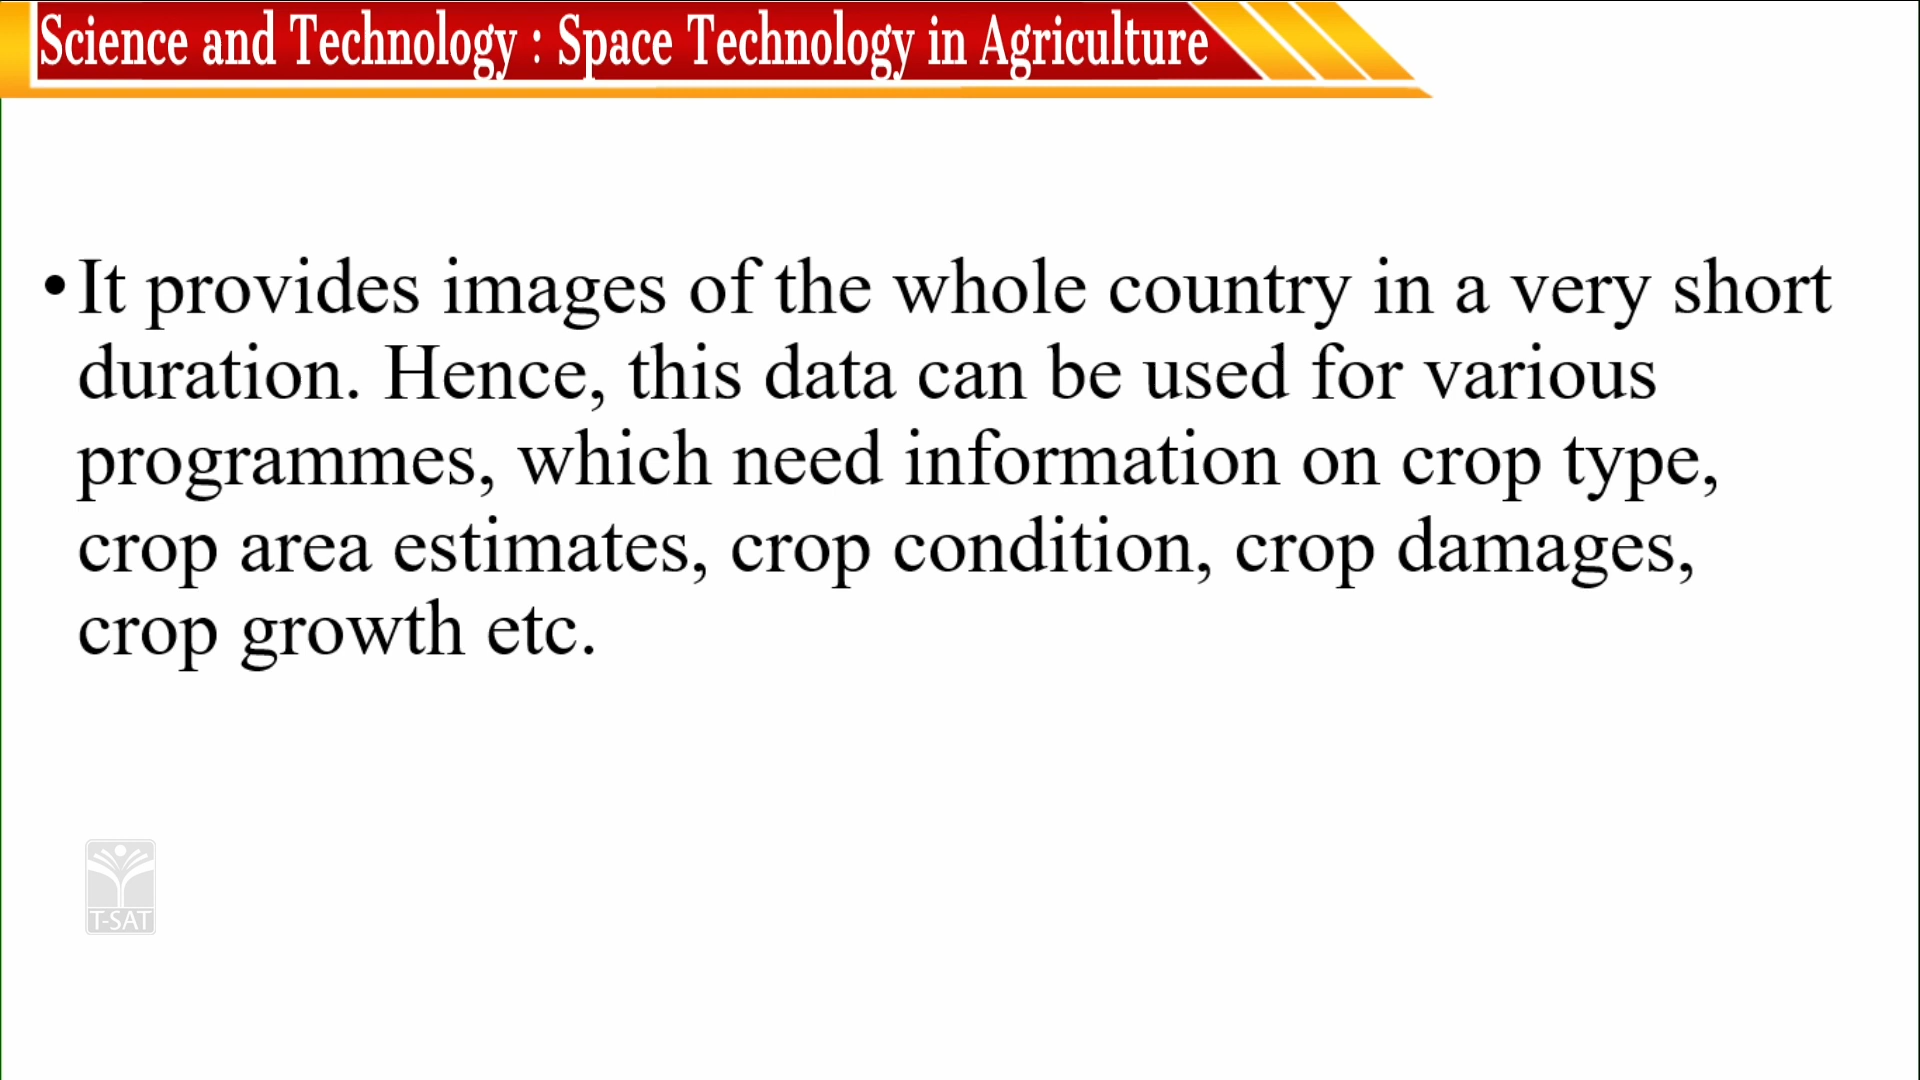 Science and Technology : Space Technology in Agriculture
•It provides images of the whole country in a very short
duration. Hence, this data can be used for various
programmes, which need information on crop type,
crop area estimates, crop condition, crop damages,
crop growth etc.
T-SAT